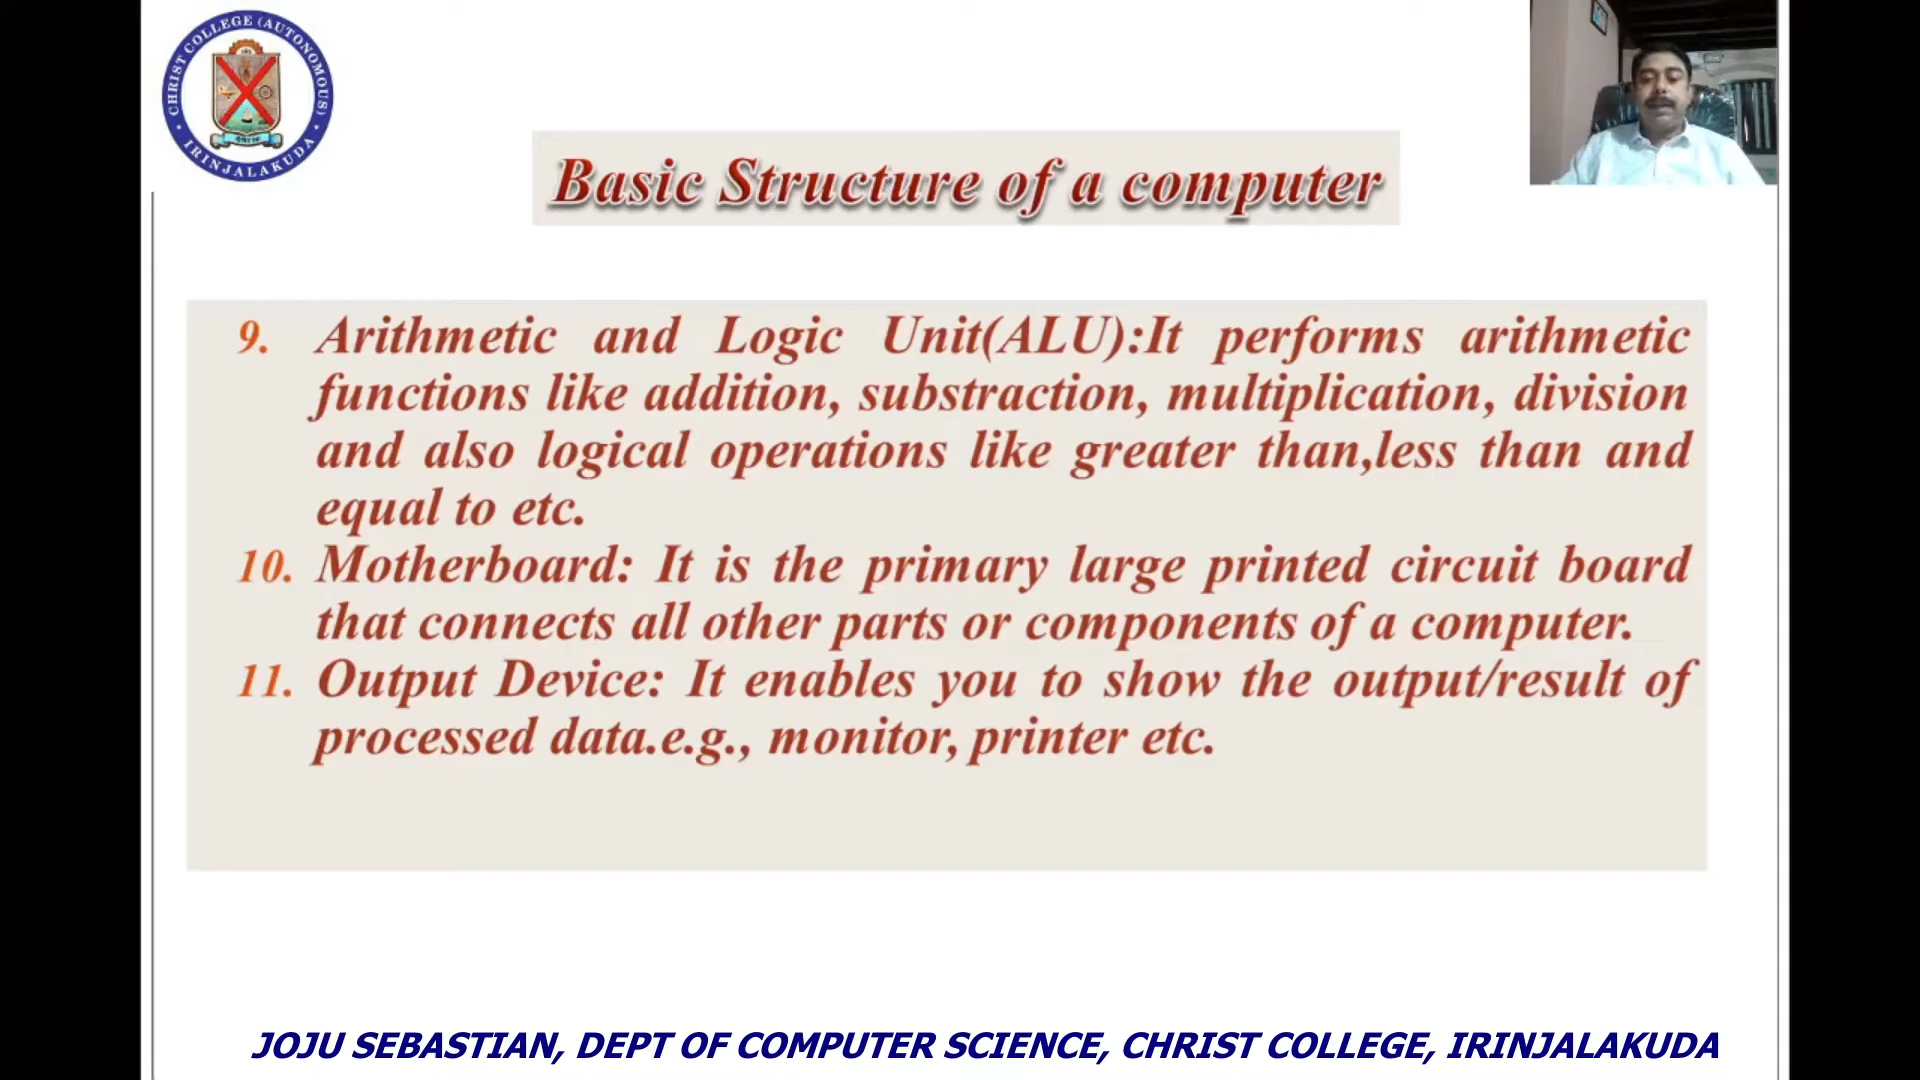 CHRIST COLLEGE (AUTONOMOUS)
IRINJALAKUDA
Basic Structure of a computer
9. Arithmetic and Logic Unit(ALU):It performs arithmetic
functions like addition, substraction, multiplication, division
and also logical operations like greater than,less than and
equal to etc.
10. Motherboard: It is the primary large printed circuit board
that connects all other parts or components of a computer.
11. Output Device: It enables you to show the output/result of
processed data.e.g., monitor, printer etc.
JOJU SEBASTIAN, DEPT OF COMPUTER SCIENCE, CHRIST COLLEGE, IRINJALAKUDA